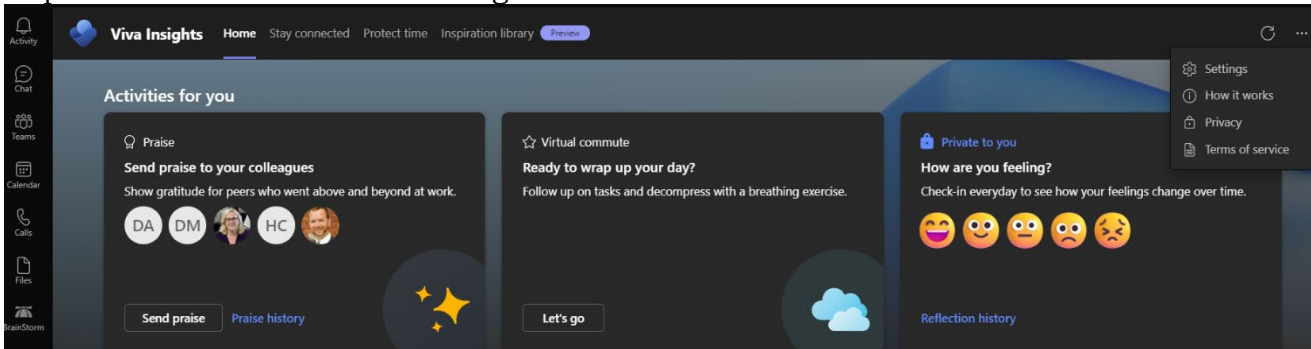 Activity
Chat
Teams
Calendar
Calls
Files
BrainStorm
Viva Insights Home Stay connected Protect time Inspiration library Preview
...
Settings
How it works
Privacy
Terms of service
Activities for you
Praise
Send praise to your colleagues
Show gratitude for peers who went above and beyond at work.
DA DM HC
Send praise Praise history
Virtual commute
Ready to wrap up your day?
Follow up on tasks and decompress with a breathing exercise.
Let's go
Private to you
How are you feeling?
Check-in everyday to see how your feelings change over time.
Reflection history